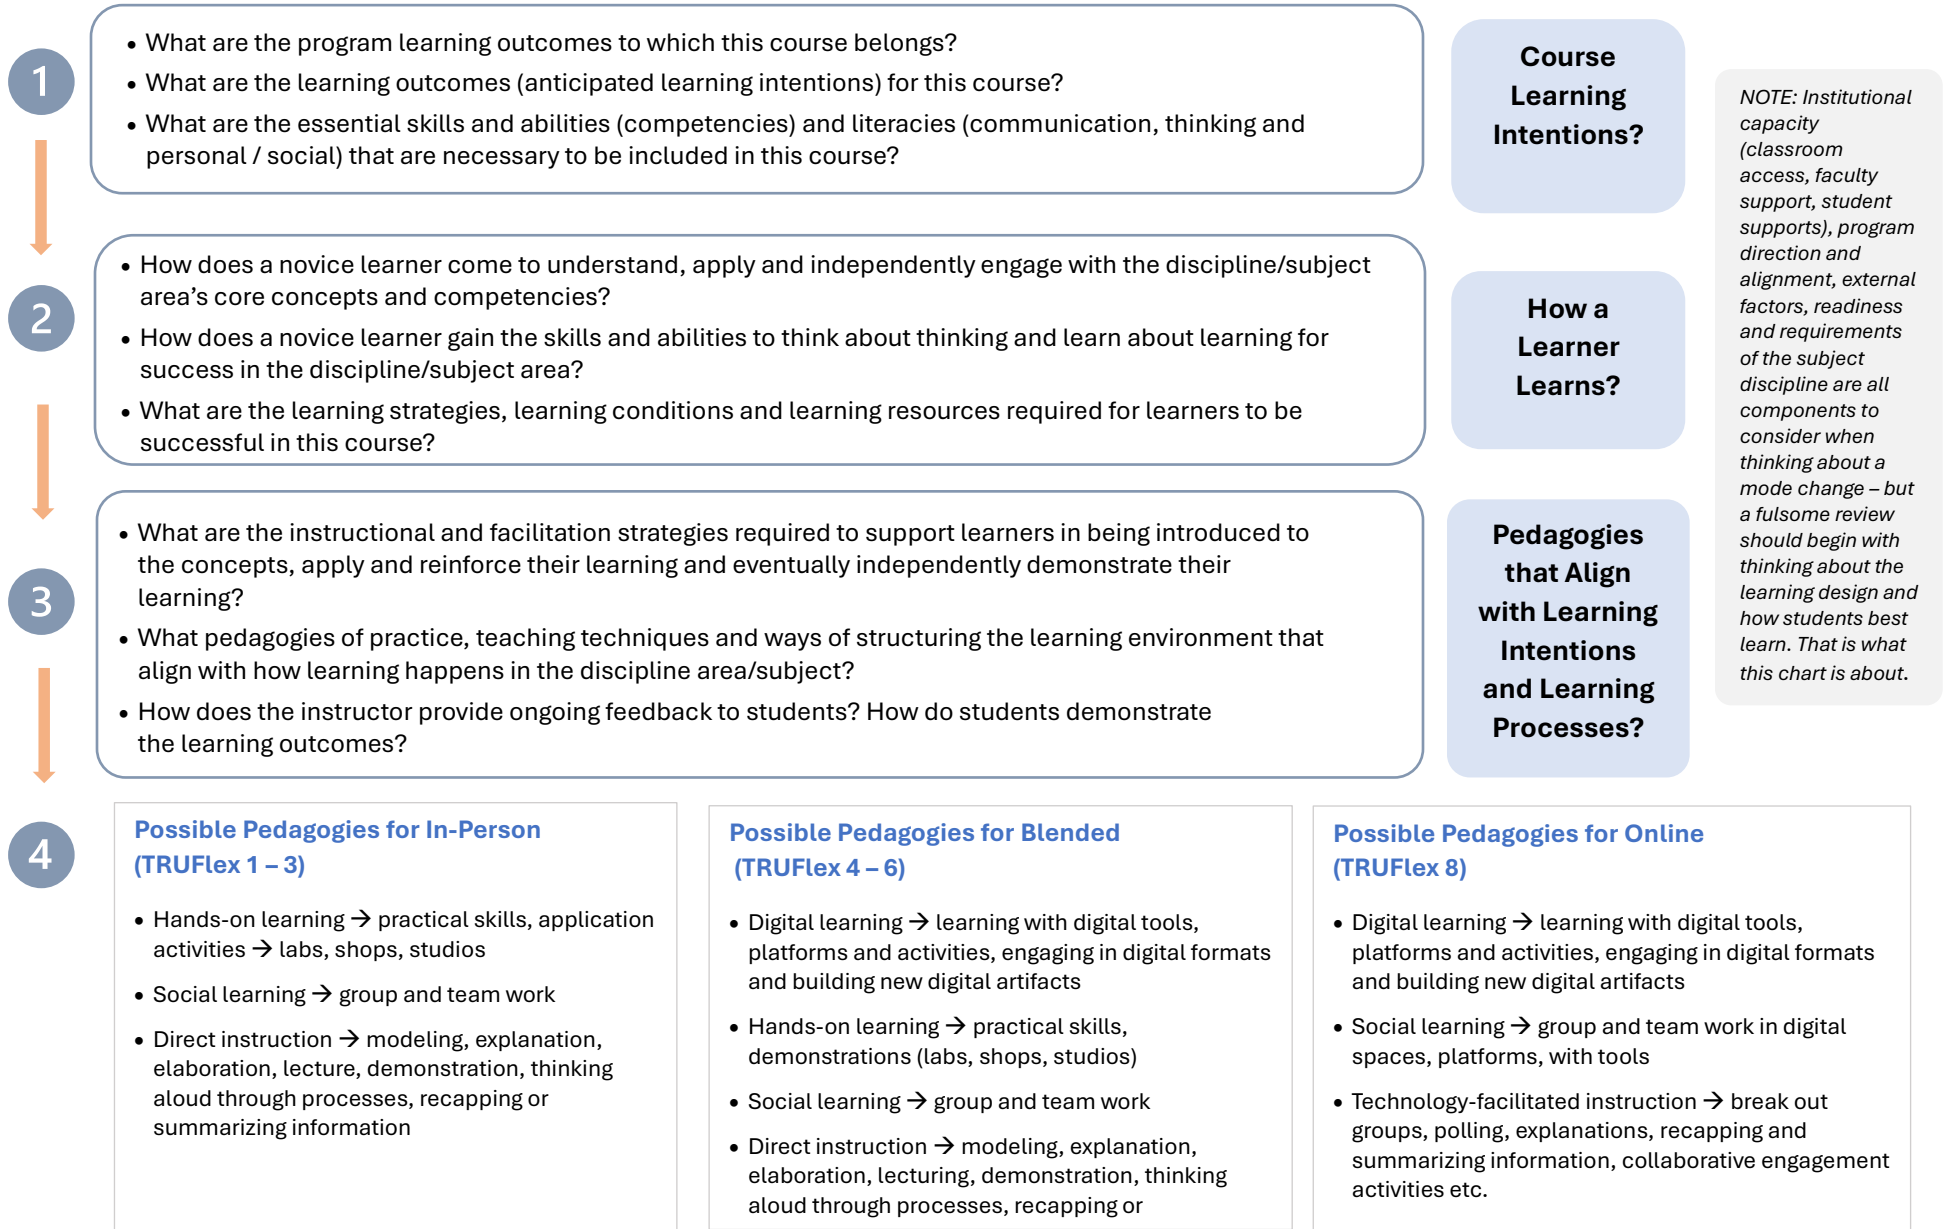 1
• What are the program learning outcomes to which this course belongs?
• What are the learning outcomes (anticipated learning intentions) for this course?
• What are the essential skills and abilities (competencies) and literacies (communication, thinking and
personal / social) that are necessary to be included in this course?
Course
Learning
Intentions?
2
• How does a novice learner come to understand, apply and independently engage with the discipline/subject
area’s core concepts and competencies?
• How does a novice learner gain the skills and abilities to think about thinking and learn about learning for
success in the discipline/subject area?
• What are the learning strategies, learning conditions and learning resources required for learners to be
successful in this course?
How a
Learner
Learns?
3
• What are the instructional and facilitation strategies required to support learners in being introduced to
the concepts, apply and reinforce their learning and eventually independently demonstrate their
learning?
• What pedagogies of practice, teaching techniques and ways of structuring the learning environment that
align with how learning happens in the discipline area/subject?
• How does the instructor provide ongoing feedback to students? How do students demonstrate
the learning outcomes?
Pedagogies
that Align
with Learning
Intentions
and Learning
Processes?
NOTE: Institutional
capacity
(classroom
access, faculty
support, student
supports), program
direction and
alignment, external
factors, readiness
and requirements
of the subject
discipline are all
components to
consider when
thinking about a
mode change – but
a fulsome review
should begin with
thinking about the
learning design and
how students best
learn. That is what
this chart is about.
4
Possible Pedagogies for In-Person
(TRUFlex 1 – 3)
• Hands-on learning → practical skills, application
activities → labs, shops, studios
• Social learning → group and team work
• Direct instruction → modeling, explanation,
elaboration, lecture, demonstration, thinking
aloud through processes, recapping or
summarizing information
Possible Pedagogies for Blended
(TRUFlex 4 – 6)
• Digital learning → learning with digital tools,
platforms and activities, engaging in digital formats
and building new digital artifacts
• Hands-on learning → practical skills,
demonstrations (labs, shops, studios)
• Social learning → group and team work
• Direct instruction → modeling, explanation,
elaboration, lecturing, demonstration, thinking
aloud through processes, recapping or
Possible Pedagogies for Online
(TRUFlex 8)
• Digital learning → learning with digital tools,
platforms and activities, engaging in digital formats
and building new digital artifacts
• Social learning → group and team work in digital
spaces, platforms, with tools
• Technology-facilitated instruction → break out
groups, polling, explanations, recapping and
summarizing information, collaborative engagement
activities etc.